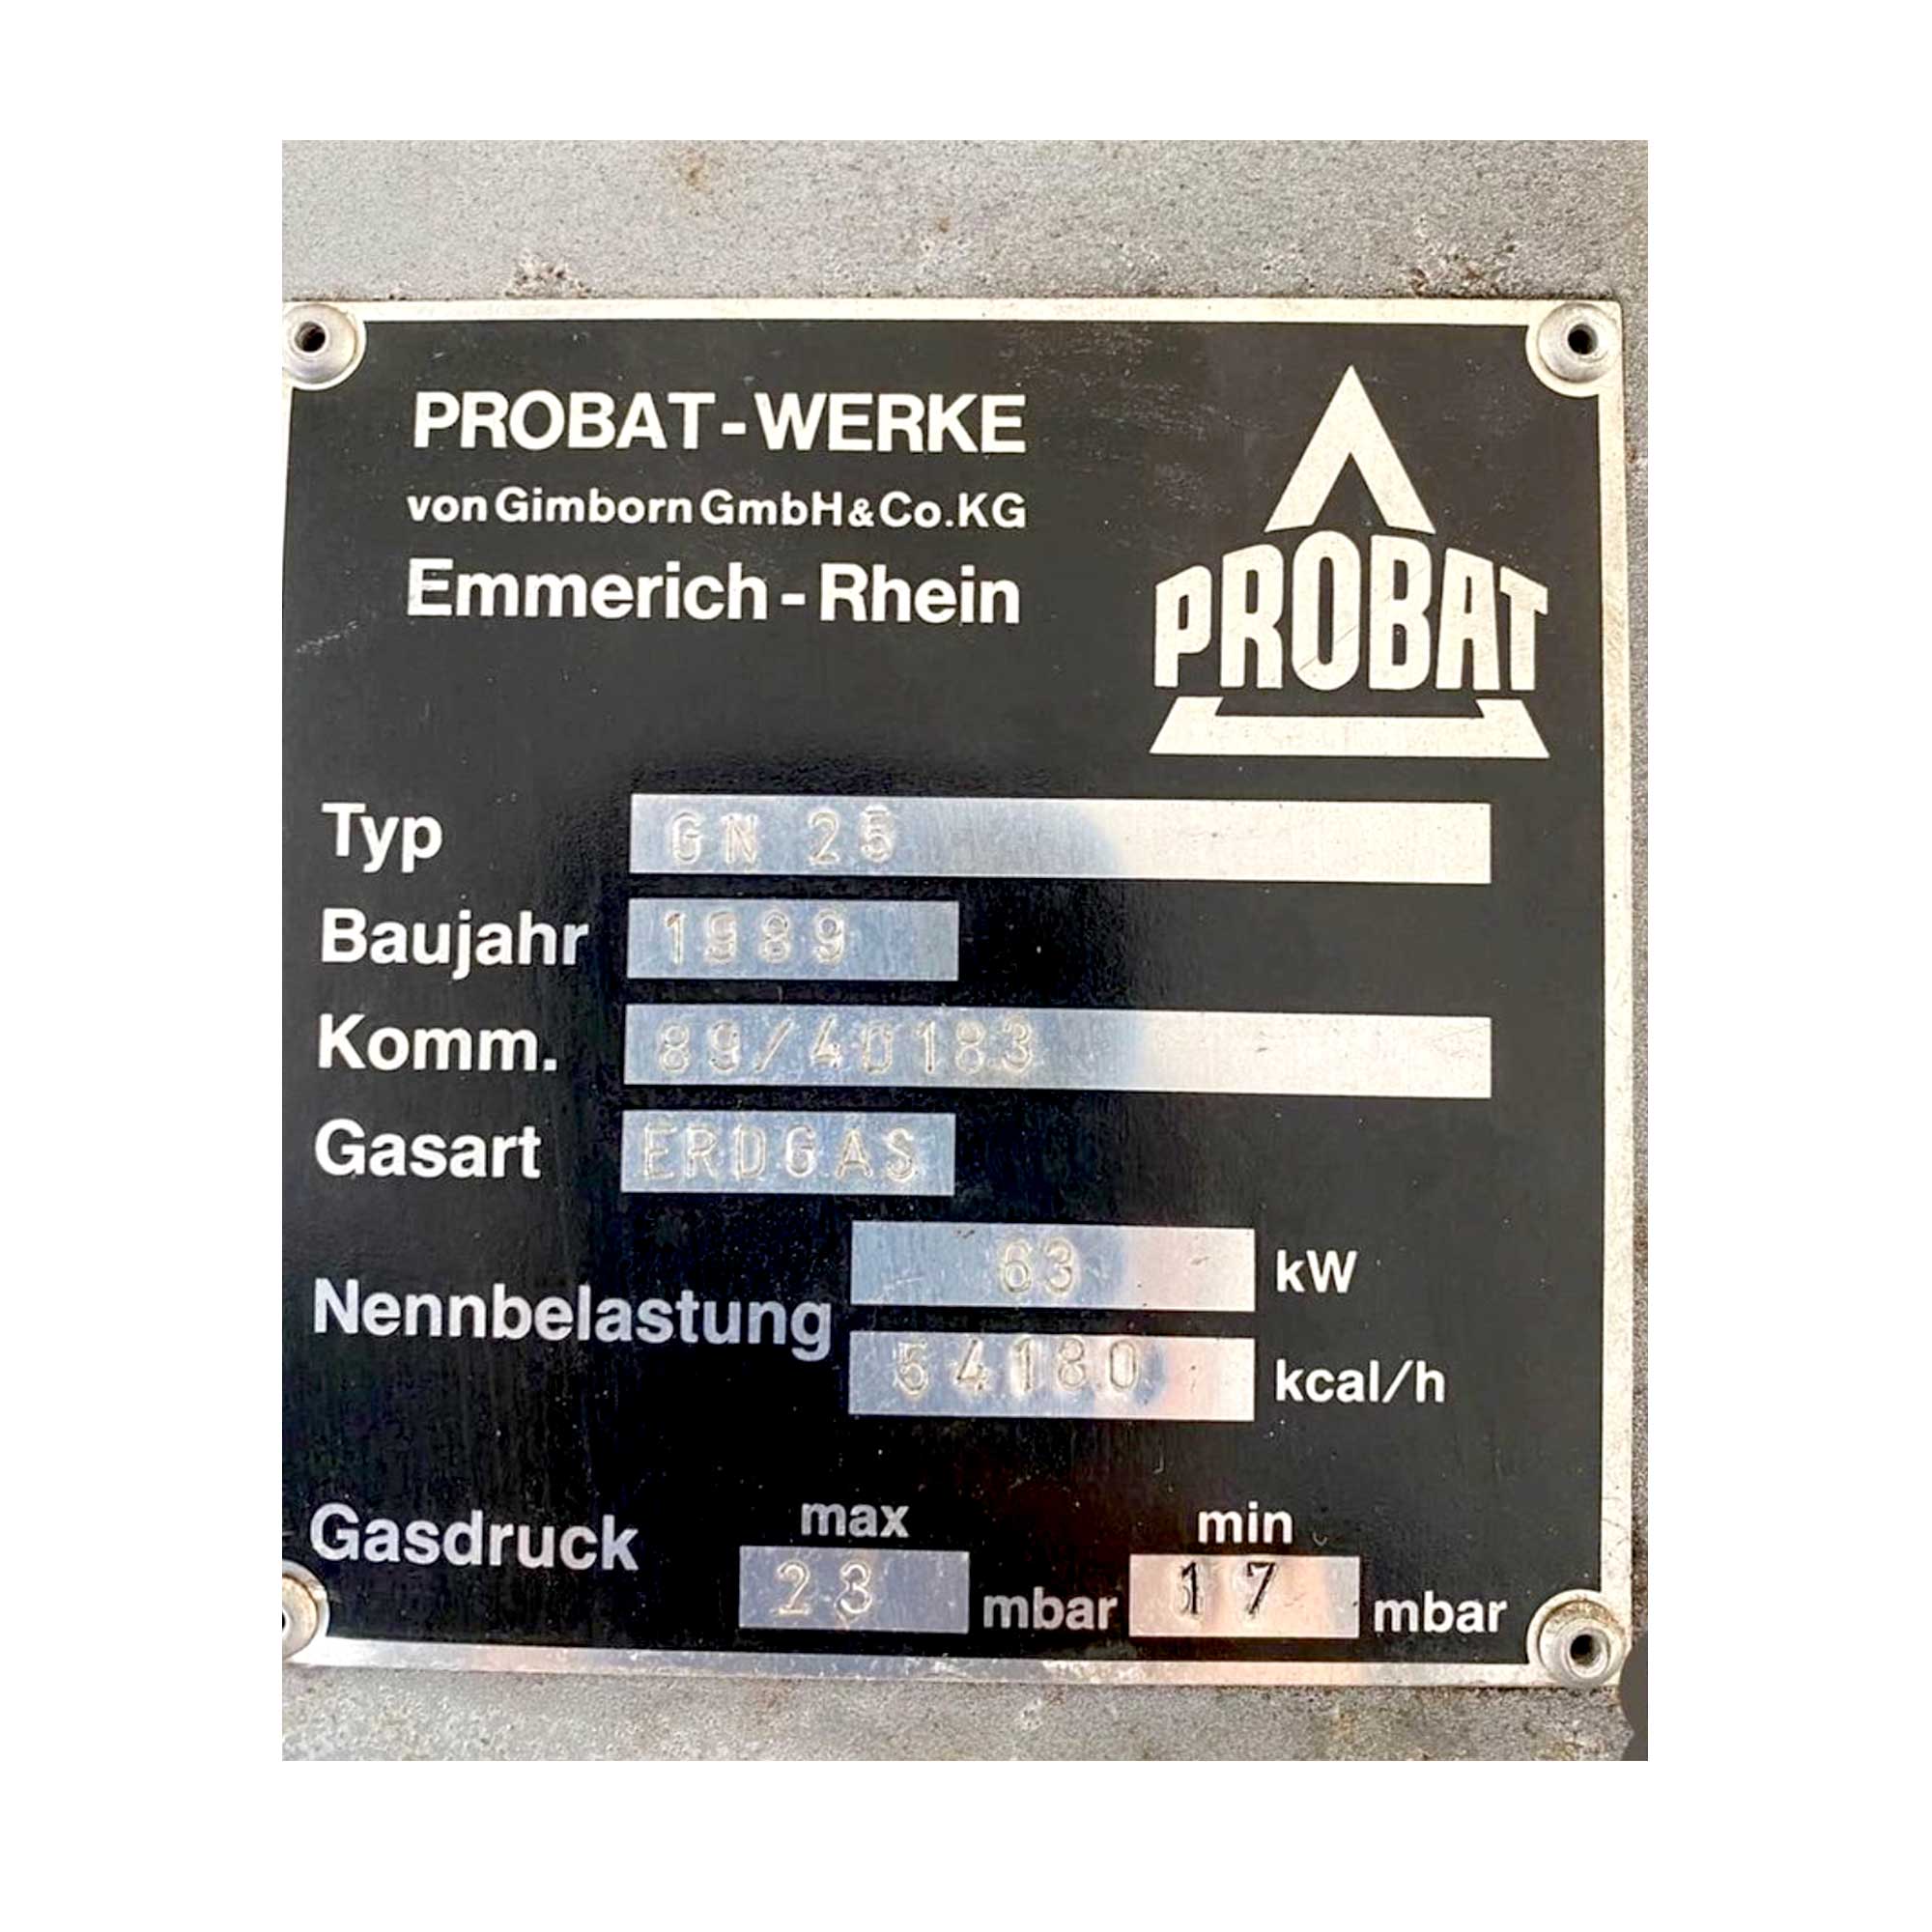 PROBAT-WERKE
von Gimborn GmbH & Co.KG
Emmerich-Rhein
PROBAT
Typ GN 25
Baujahr 1989
Komm. 89/40183
Gasart ERDGAS
Nennbelastung 63 kW
54180 kcal/h
max min
Gasdruck 23 mbar 17 mbar